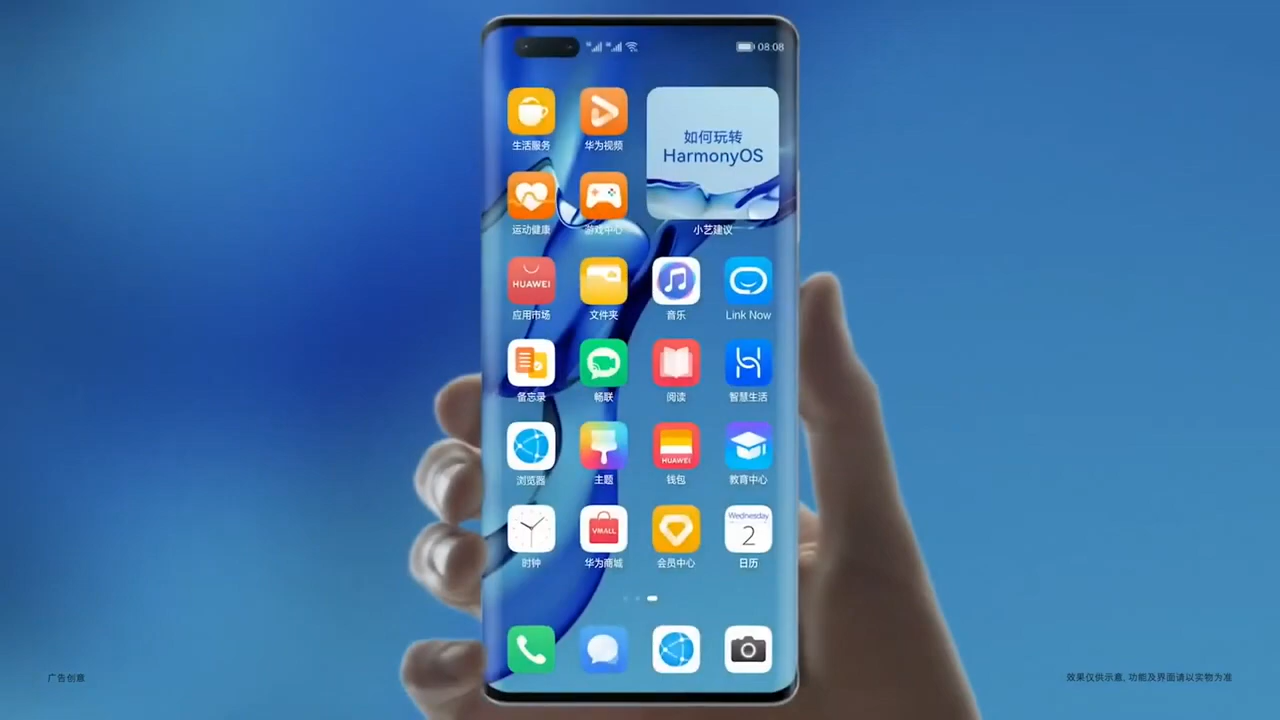 08:08
如何玩转
HarmonyOS
生活服务
华为视频
运动健康
游戏中心
小艺建议
HUAWEI
应用市场
文件夹
音乐
Link Now
备忘录
畅联
阅读
智慧生活
浏览器
主题
HUAWEI
钱包
教育中心
Wednesday
2
VMALL
时钟
华为商城
会员中心
日历
广告创意
效果仅供示意, 功能及界面请以实物为准